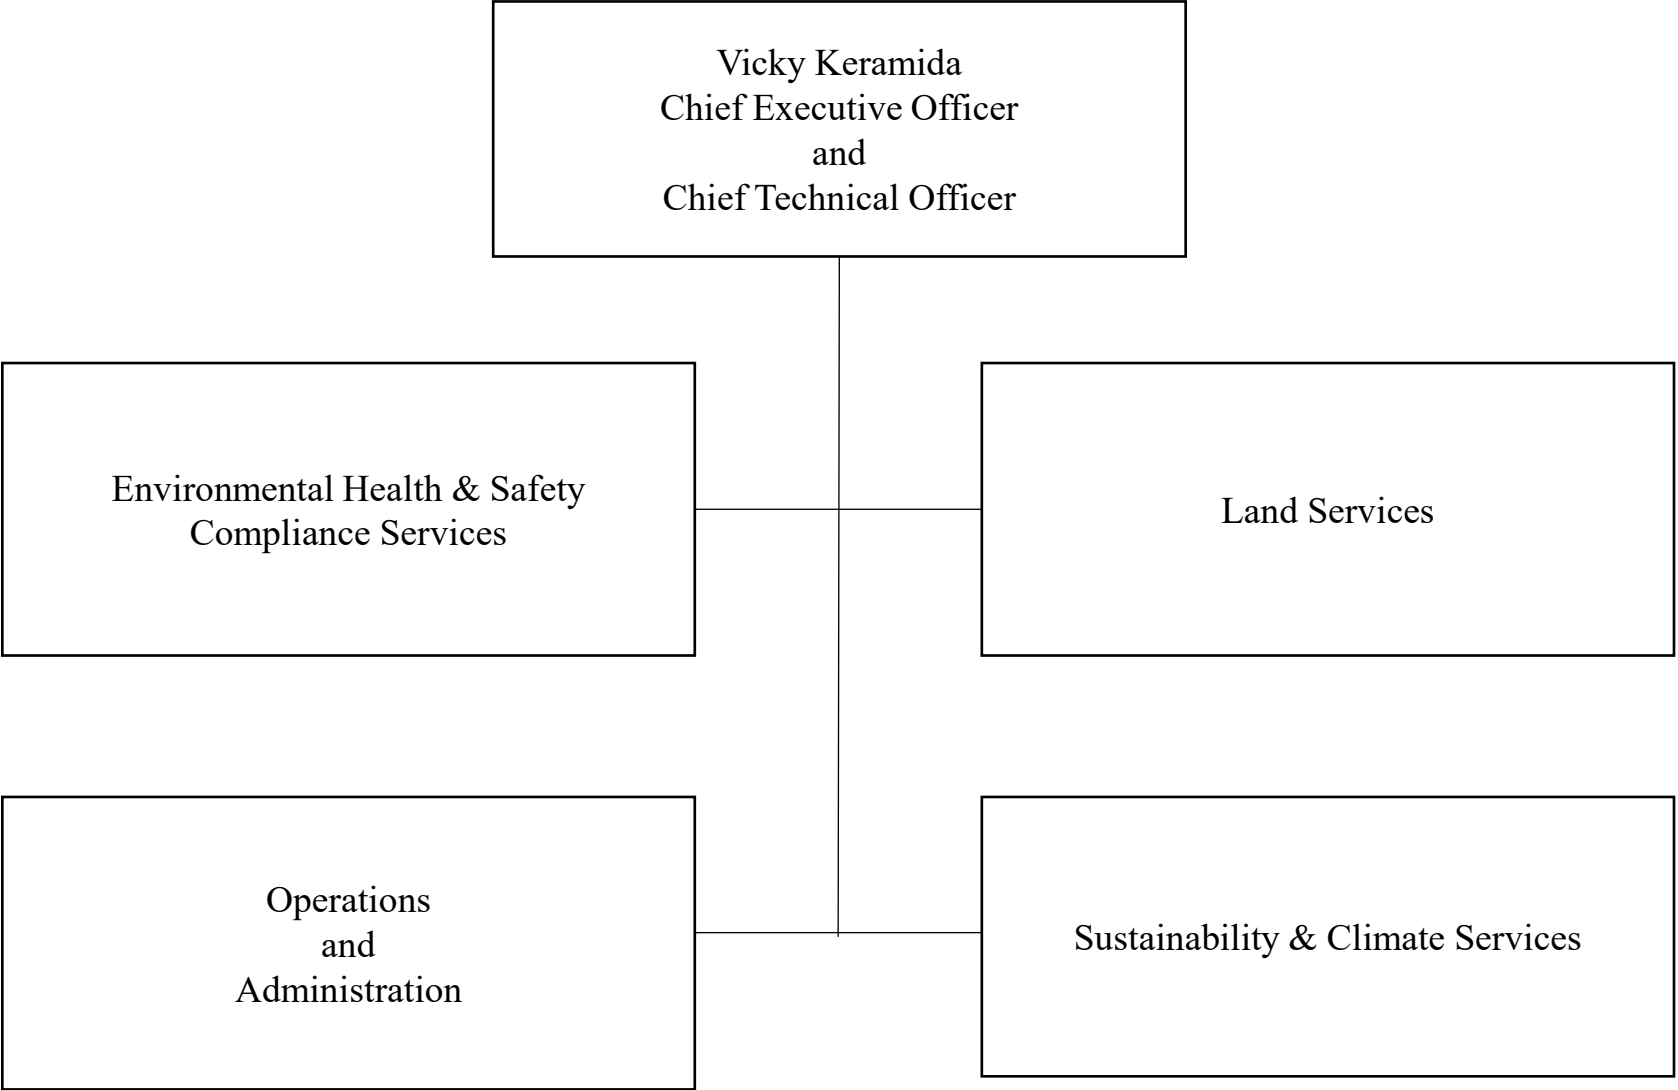 Vicky Keramida
Chief Executive Officer
and
Chief Technical Officer
Environmental Health & Safety
Compliance Services
Land Services
Operations
and
Administration
Sustainability & Climate Services